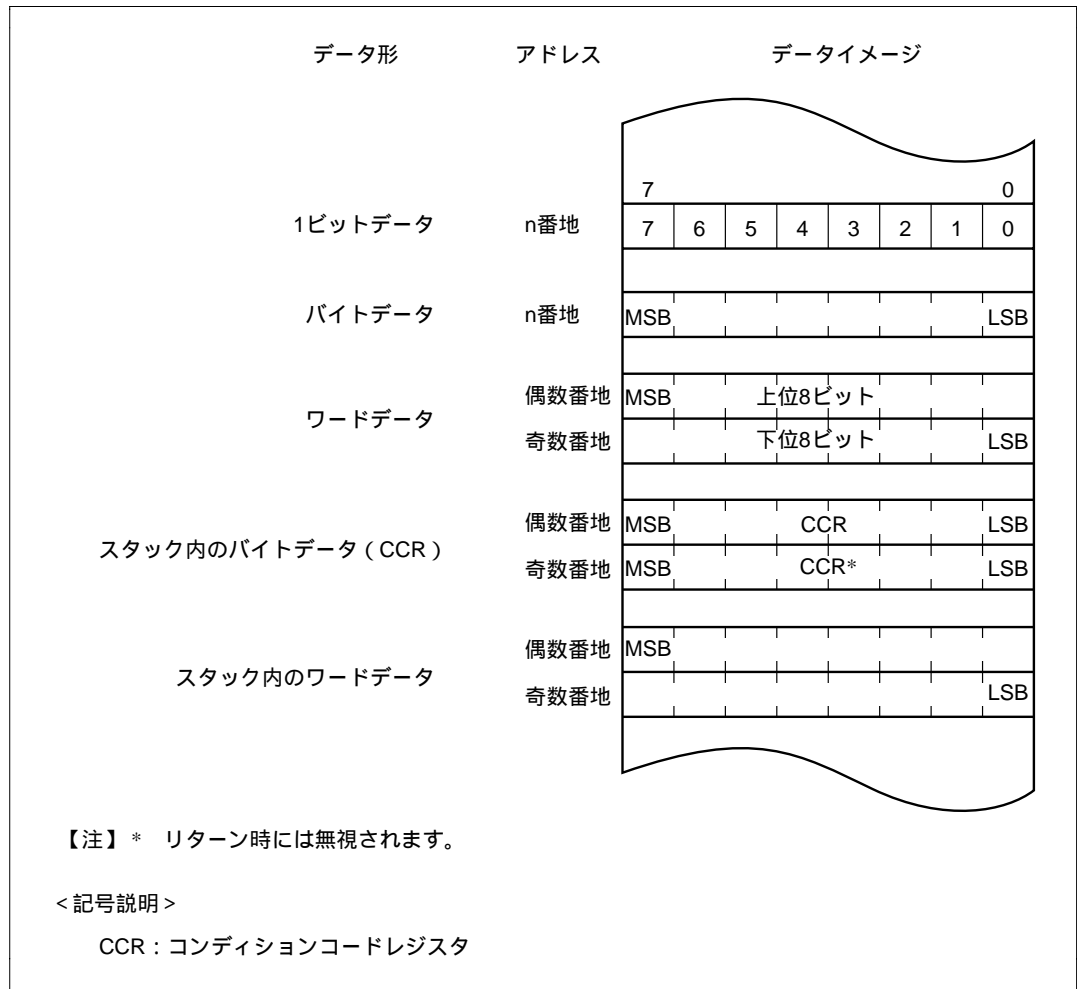 データ形 アドレス データイメージ
7 0
1ビットデータ n番地 7 6 5 4 3 2 1 0
バイトデータ n番地 MSB LSB
ワードデータ
偶数番地 MSB 上位8ビット
奇数番地 下位8ビット LSB
スタック内のバイトデータ（CCR）
偶数番地 MSB CCR LSB
奇数番地 MSB CCR* LSB
スタック内のワードデータ
偶数番地 MSB
奇数番地 LSB
【注】* リターン時には無視されます。
<記号説明>
CCR：コンディションコードレジスタ